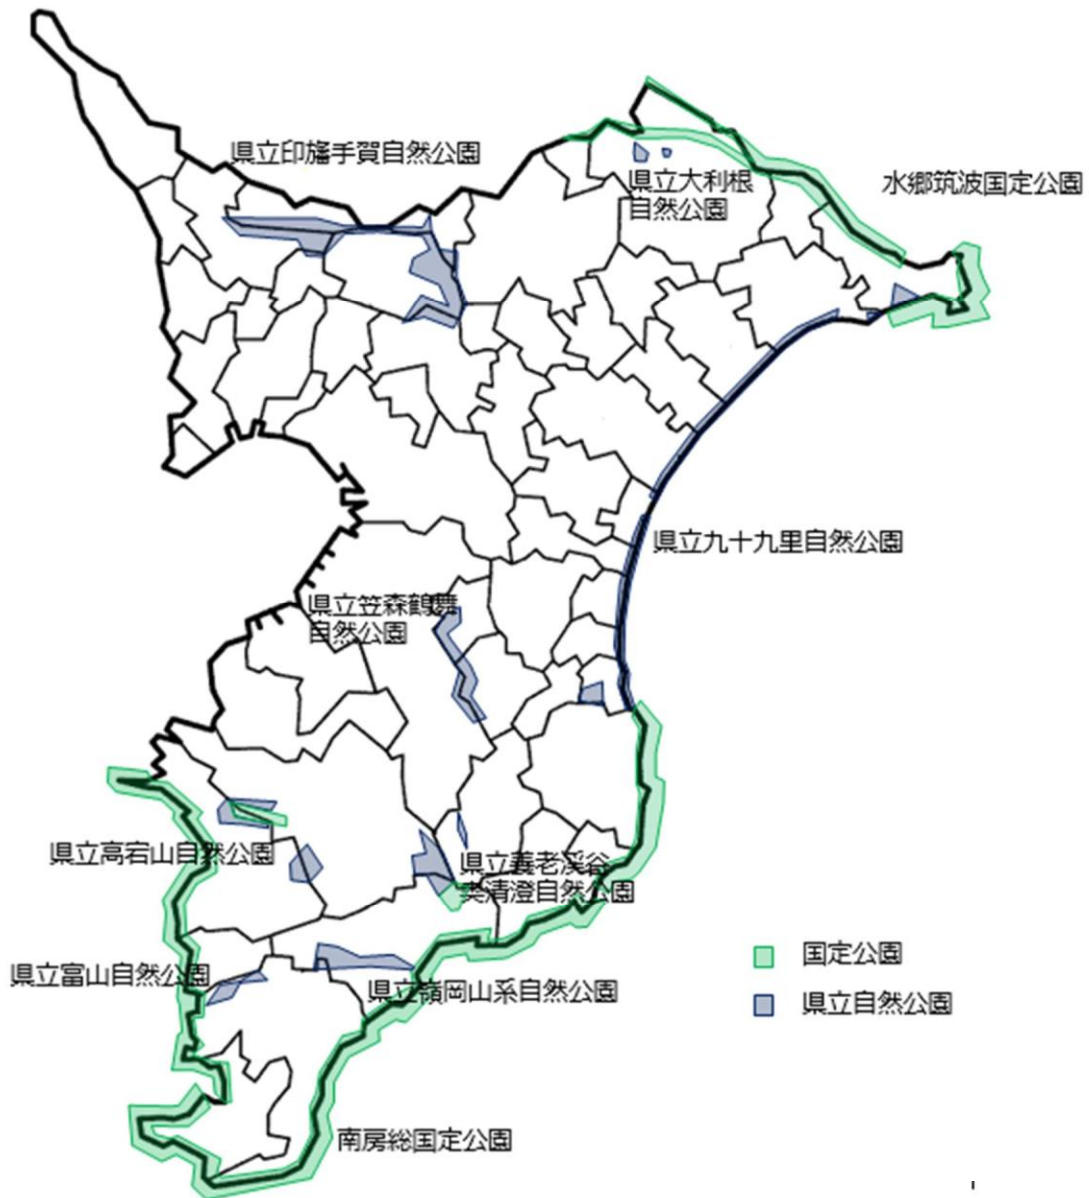 県立印旛手賀自然公園
県立大利根
自然公園
水郷筑波国定公園
県立九十九里自然公園
県立笠森鶴舞
自然公園
県立高宕山自然公園
県立養老渓谷
奥清澄自然公園
県立富山自然公園
県立嶺岡山系自然公園
南房総国定公園
国定公園
県立自然公園